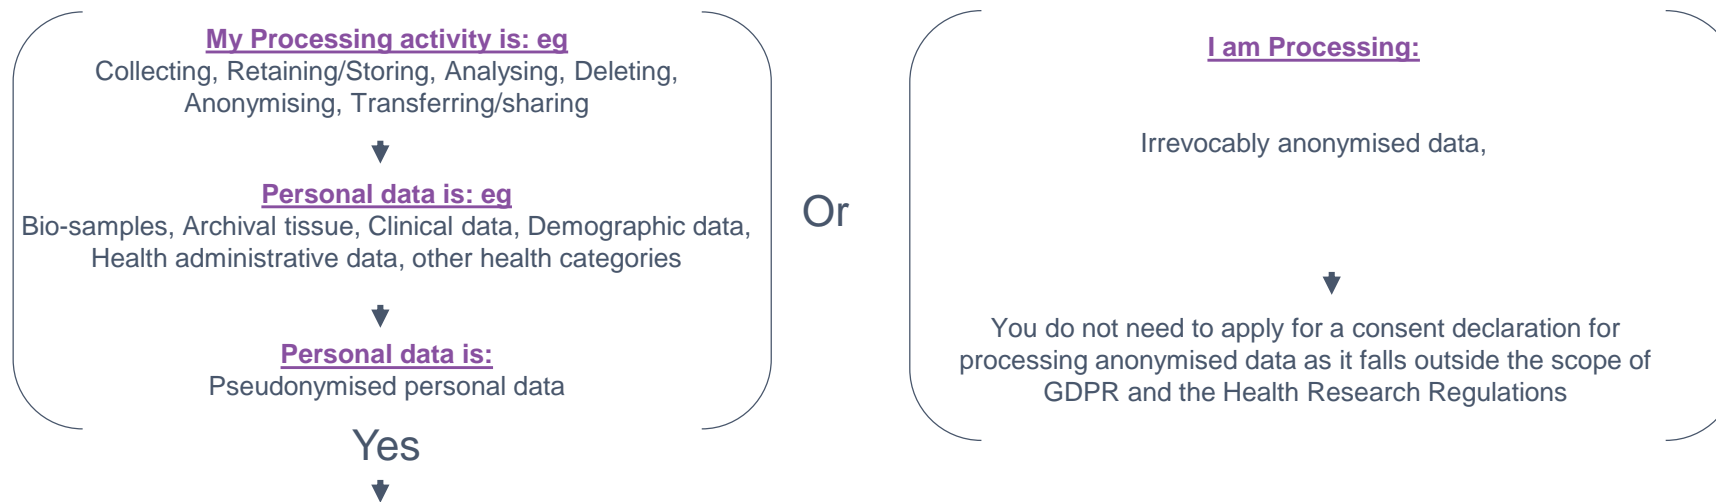 My Processing activity is: eg
Collecting, Retaining/Storing, Analysing, Deleting,
Anonymising, Transferring/sharing
Personal data is: eg
Bio-samples, Archival tissue, Clinical data, Demographic data,
Health administrative data, other health categories
Personal data is:
Pseudonymised personal data
Yes
Or
I am Processing:
Irrevocably anonymised data,
You do not need to apply for a consent declaration for
processing anonymised data as it falls outside the scope of
GDPR and the Health Research Regulations